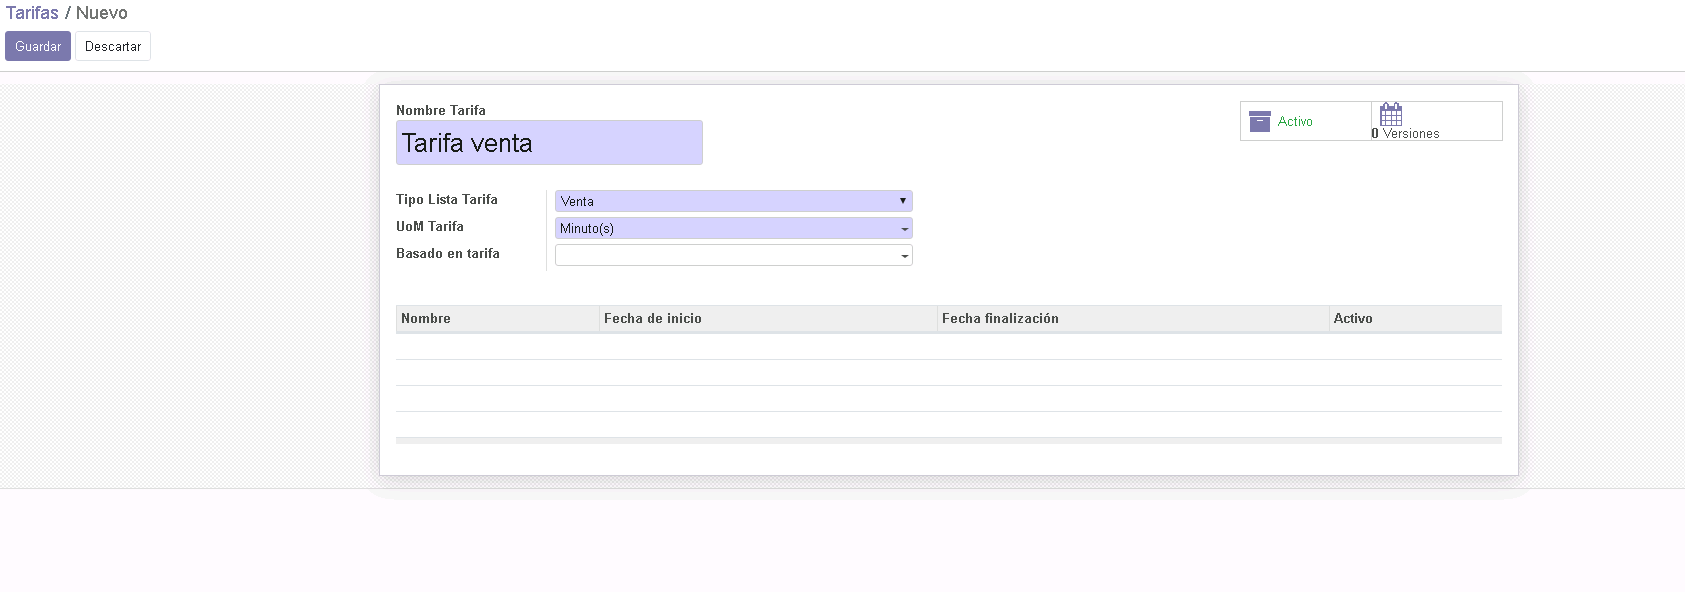 Tarifas / Nuevo
Guardar Descartar
Nombre Tarifa
Tarifa venta
Activo
0 Versiones
Tipo Lista Tarifa Venta
UoM Tarifa Minuto(s)
Basado en tarifa
Nombre Fecha de inicio Fecha finalización Activo